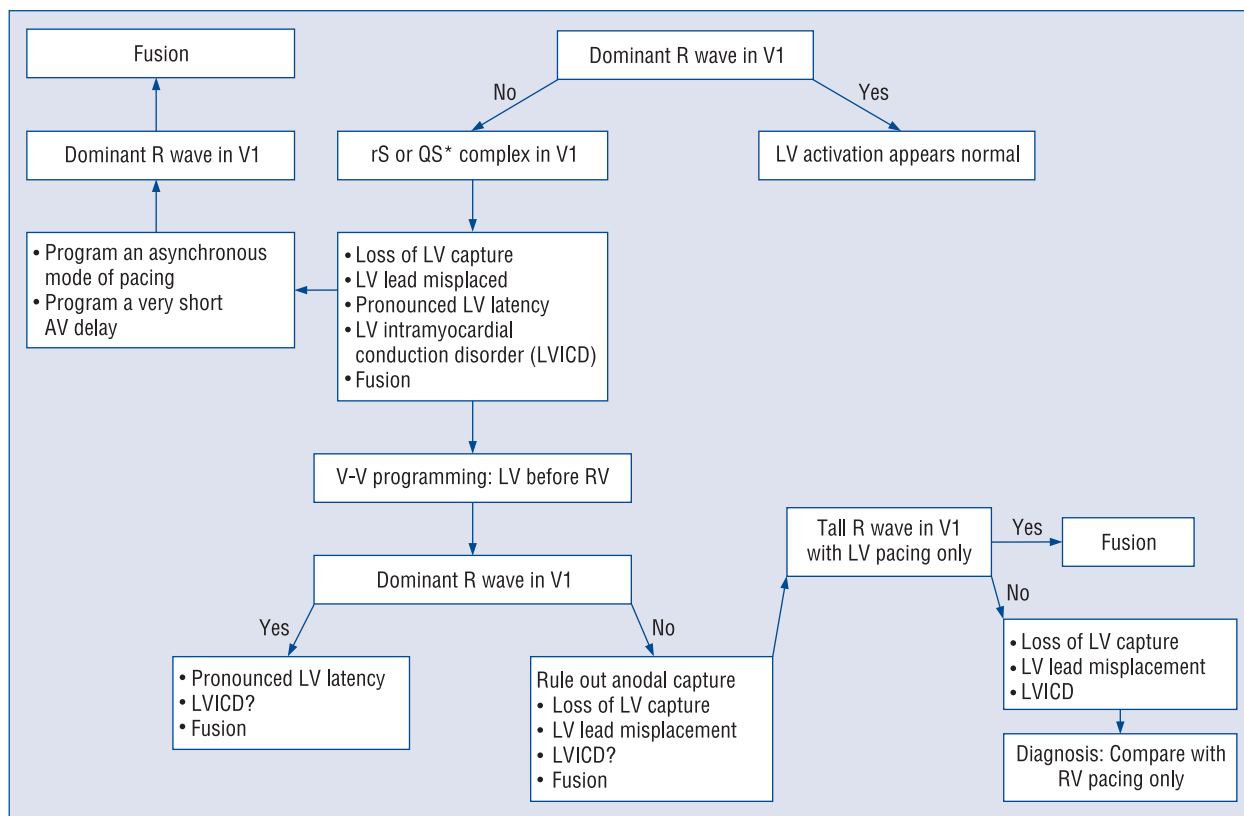 Fusion
Dominant R wave in V1
No
Yes
Dominant R wave in V1
rS or QS* complex in V1
LV activation appears normal
• Program an asynchronous
mode of pacing
• Program a very short
AV delay
• Loss of LV capture
• LV lead misplaced
• Pronounced LV latency
• LV intramyocardial
conduction disorder (LVICD)
• Fusion
V-V programming: LV before RV
Dominant R wave in V1
Yes
No
• Pronounced LV latency
• LVICD?
• Fusion
Rule out anodal capture
• Loss of LV capture
• LV lead misplacement
• LVICD?
• Fusion
Tall R wave in V1
with LV pacing only
Yes
Fusion
No
• Loss of LV capture
• LV lead misplacement
• LVICD
Diagnosis: Compare with
RV pacing only